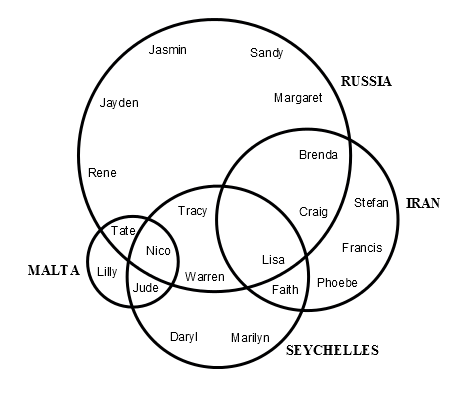 Jasmin
Sandy
RUSSIA
Margaret
Jayden
Brenda
Rene
Stefan
IRAN
Tracy
Craig
Tate
Francis
Nico
Lisa
MALTA
Lilly
Warren
Phoebe
Jude
Faith
Daryl
Marilyn
SEYCHELLES